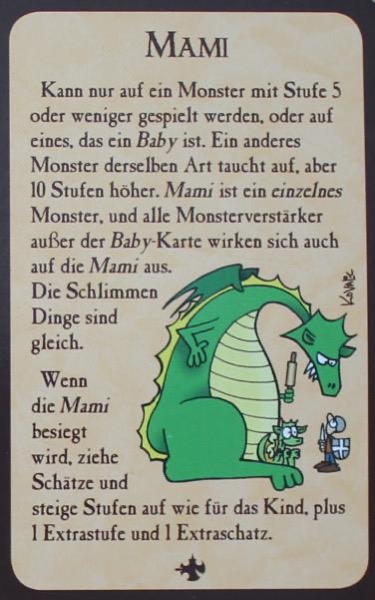 MAMI
Kann nur auf ein Monster mit Stufe 5
oder weniger gespielt werden, oder auf
eines, das ein Baby ist. Ein anderes
Monster derselben Art taucht auf, aber
10 Stufen höher. Mami ist ein einzelnes
Monster, und alle Monsterverstärker
außer der Baby-Karte wirken sich auch
auf die Mami aus.
Die Schlimmen
Dinge sind
gleich.
Wenn
die Mami
besiegt
wird, ziehe
Schätze und
steige Stufen auf wie für das Kind, plus
1 Extrastufe und 1 Extraschatz.
Kovalic